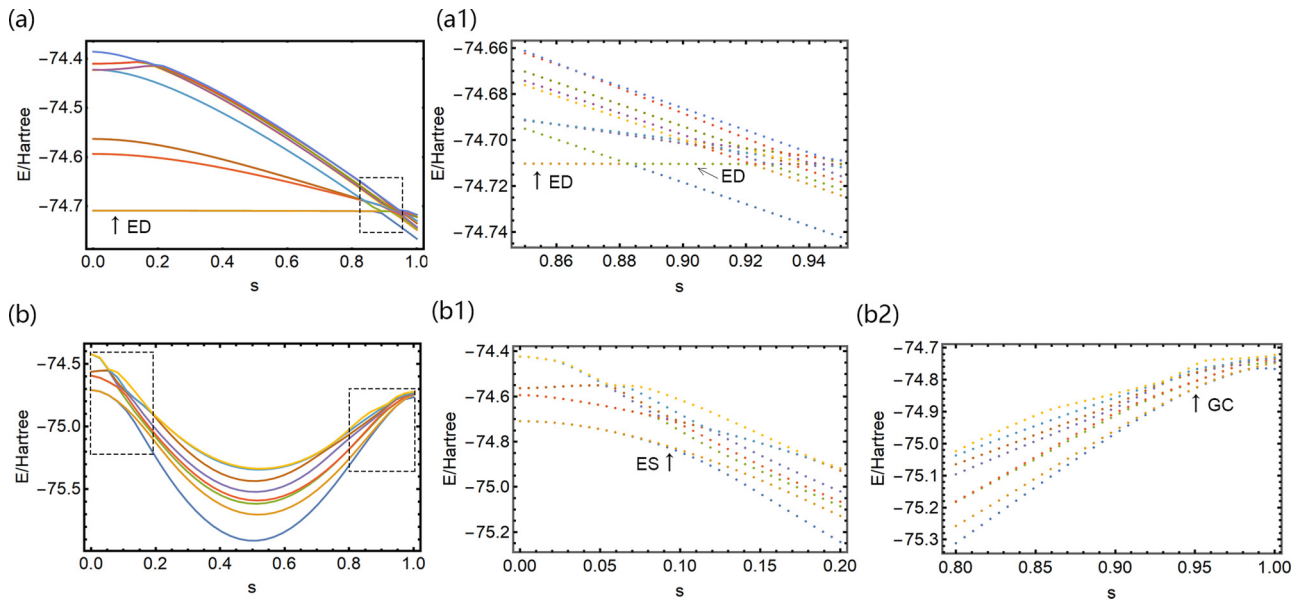 (a)
E/Hartree
−74.4
−74.5
−74.6
−74.7
↑ ED
0.0 0.2 0.4 0.6 0.8 1.0
s
(a1)
E/Hartree
−74.66
−74.68
−74.70
−74.72
−74.74
↑ ED
ED
0.86 0.88 0.90 0.92 0.94
s
(b)
E/Hartree
−74.5
−75.0
−75.5
0.0 0.2 0.4 0.6 0.8 1.0
s
(b1)
E/Hartree
−74.4
−74.6
−74.8
−75.0
−75.2
ES ↑
0.00 0.05 0.10 0.15 0.20
s
(b2)
E/Hartree
−74.7
−74.8
−74.9
−75.0
−75.1
−75.2
−75.3
↑ GC
0.80 0.85 0.90 0.95 1.00
s